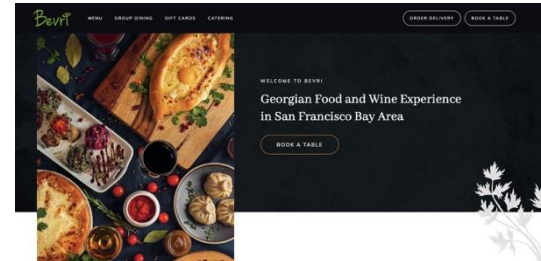 Bevri
MENU GROUP DINING GIFT CARDS CATERING
ORDER DELIVERY BOOK A TABLE
WELCOME TO BEVRI
Georgian Food and Wine Experience
in San Francisco Bay Area
BOOK A TABLE